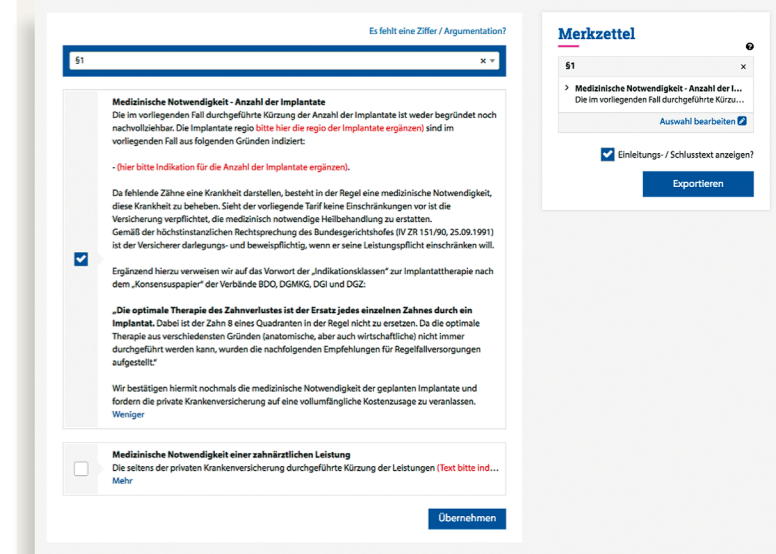 Es fehlt eine Ziffer / Argumentation?
§1
Medizinische Notwendigkeit - Anzahl der Implantate
Die im vorliegenden Fall durchgeführte Kürzung der Anzahl der Implantate ist weder begründet noch
nachvollziehbar. Die Implantate regio bitte hier die regio der Implantate ergänzen) sind im
vorliegenden Fall aus folgenden Gründen indiziert:
- (hier bitte Indikation für die Anzahl der Implantate ergänzen).
Da fehlende Zähne eine Krankheit darstellen, besteht in der Regel eine medizinische Notwendigkeit,
diese Krankheit zu beheben. Sieht der vorliegende Tarif keine Einschränkungen vor ist die
Versicherung verpflichtet, die medizinisch notwendige Heilbehandlung zu erstatten.
Gemäß der höchstinstanzlichen Rechtsprechung des Bundesgerichtshofes (IV ZR 151/90, 25.09.1991)
ist der Versicherer darlegungs- und beweispflichtig, wenn er seine Leistungspflicht einschränken will.
Ergänzend hierzu verweisen wir auf das Vorwort der „Indikationsklassen" zur Implantattherapie nach
dem „Konsensuspapier" der Verbände BDO, DGMKG, DGI und DGZ:
„Die optimale Therapie des Zahnverlustes ist der Ersatz jedes einzelnen Zahnes durch ein
Implantat. Dabei ist der Zahn 8 eines Quadranten in der Regel nicht zu ersetzen. Da die optimale
Therapie aus verschiedensten Gründen (anatomische, aber auch wirtschaftliche) nicht immer
durchgeführt werden kann, wurden die nachfolgenden Empfehlungen für Regelfallversorgungen
aufgestellt."
Wir bestätigen hiermit nochmals die medizinische Notwendigkeit der geplanten Implantate und
fordern die private Krankenversicherung auf eine vollumfängliche Kostenzusage zu veranlassen.
Weniger
Medizinische Notwendigkeit einer zahnärztlichen Leistung
Die seitens der privaten Krankenversicherung durchgeführte Kürzung der Leistungen (Text bitte ind...
Mehr
Übernehmen
Merkzettel
§1
Medizinische Notwendigkeit - Anzahl der I...
Die im vorliegenden Fall durchgeführte Kürzu...
Auswahl bearbeiten
Einleitungs- / Schlusstext anzeigen?
Exportieren